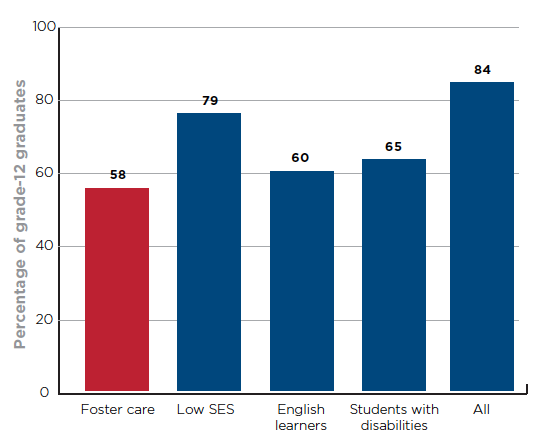 Percentage of grade-12 graduates
100
80
60
40
20
0
58
79
60
65
84
Foster care
Low SES
English
learners
Students with
disabilities
All